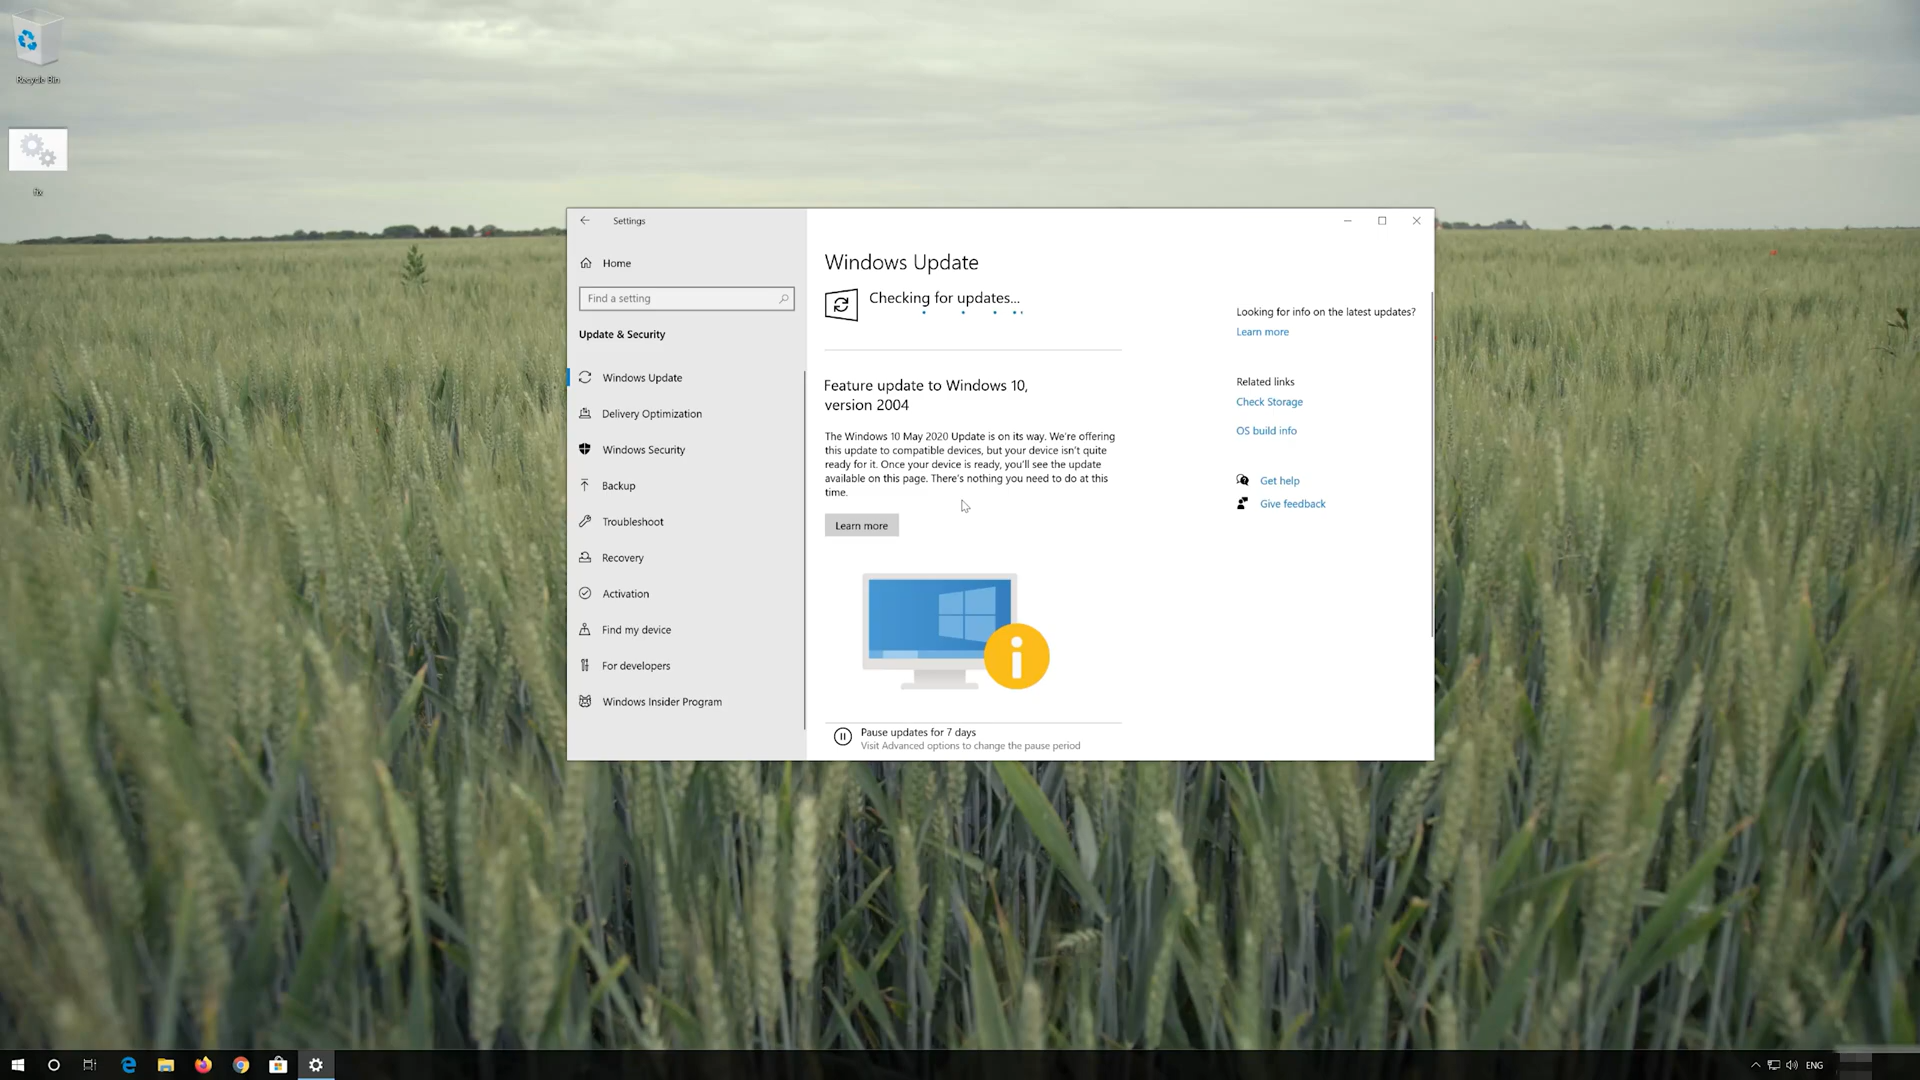 Recycle Bin
fix
Settings
Home
Find a setting
Update & Security
Windows Update
Delivery Optimization
Windows Security
Backup
Troubleshoot
Recovery
Activation
Find my device
For developers
Windows Insider Program
Windows Update
Checking for updates...
Feature update to Windows 10,
version 2004
The Windows 10 May 2020 Update is on its way. We're offering
this update to compatible devices, but your device isn't quite
ready for it. Once your device is ready, you'll see the update
available on this page. There's nothing you need to do at this
time.
Learn more
Pause updates for 7 days
Visit Advanced options to change the pause period
Looking for info on the latest updates?
Learn more
Related links
Check Storage
OS build info
Get help
Give feedback
ENG